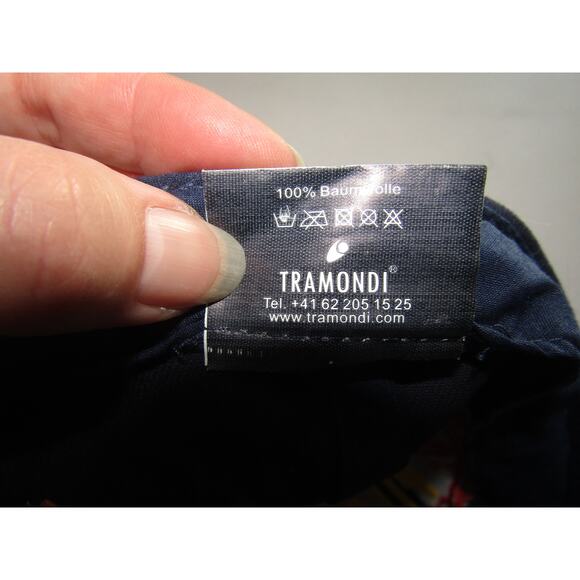 100% Baumwolle
TRAMONDI®
Tel. +41 62 205 15 25
www.tramondi.com